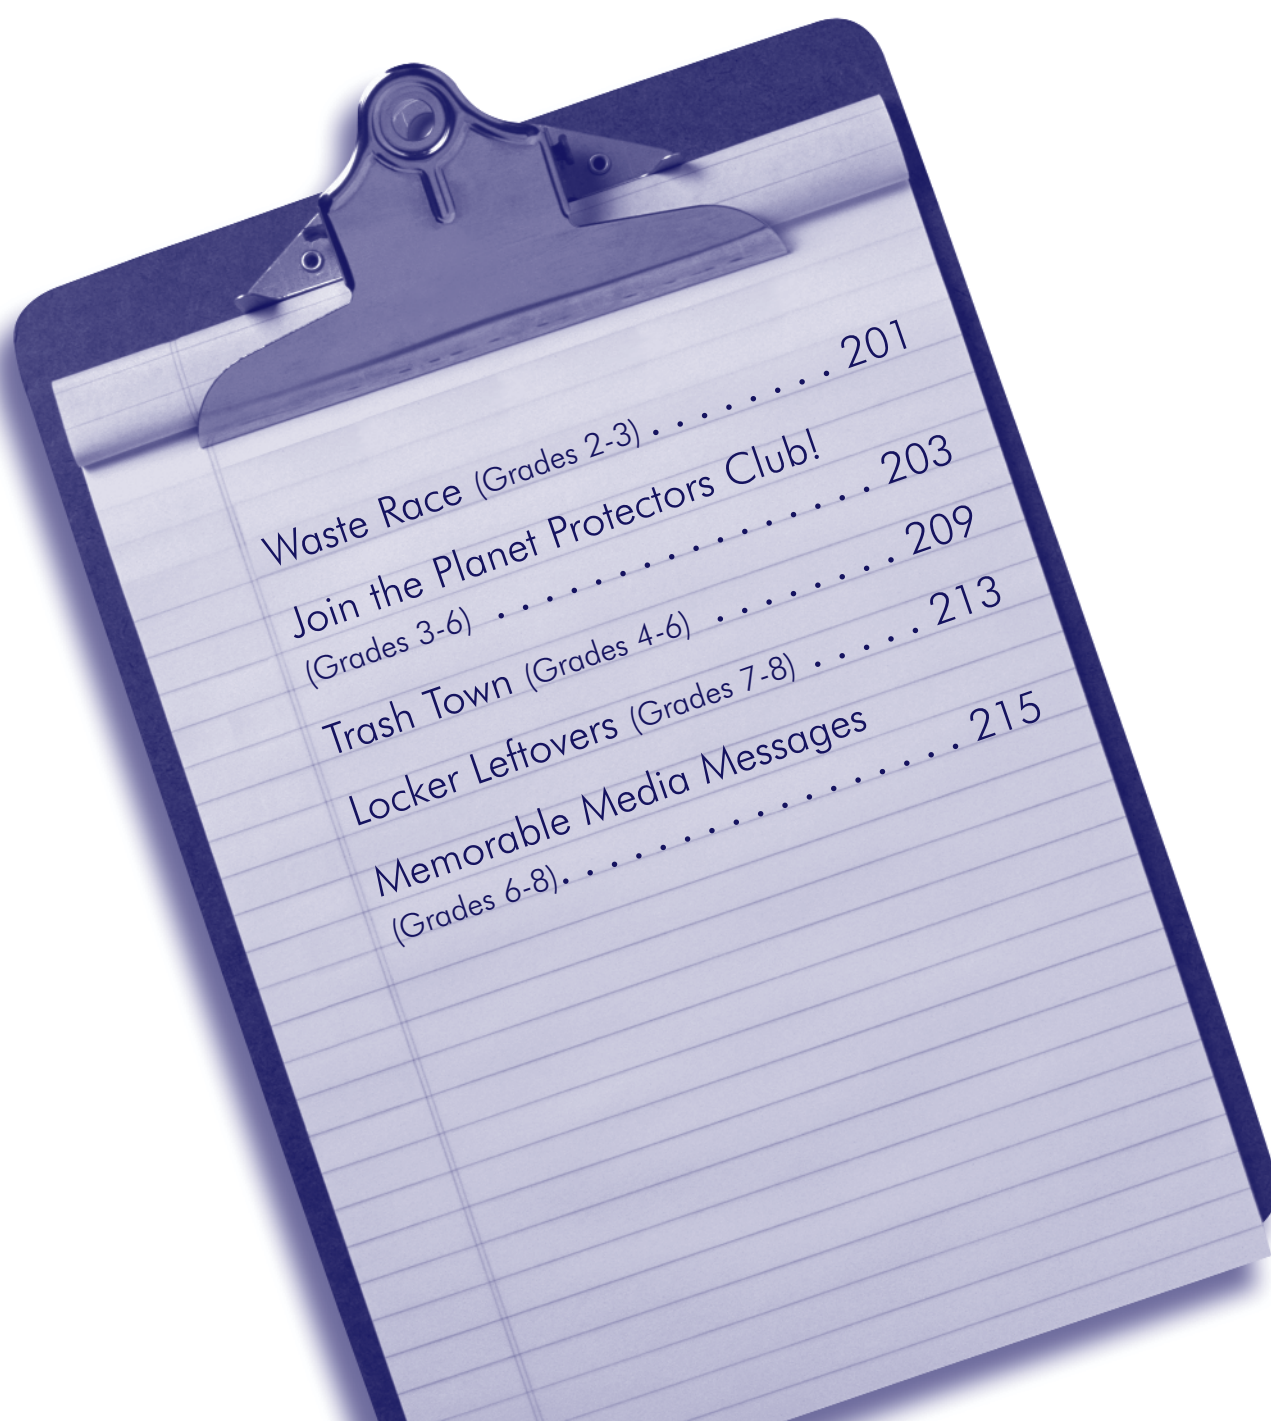 Waste Race (Grades 2-3) . . . . . . . . 201
Join the Planet Protectors Club!
(Grades 3-6) . . . . . . . . . . . . . . . . 203
Trash Town (Grades 4-6) . . . . . . . . 209
Locker Leftovers (Grades 7-8) . . . . . 213
Memorable Media Messages
(Grades 6-8). . . . . . . . . . . . . . . . . 215